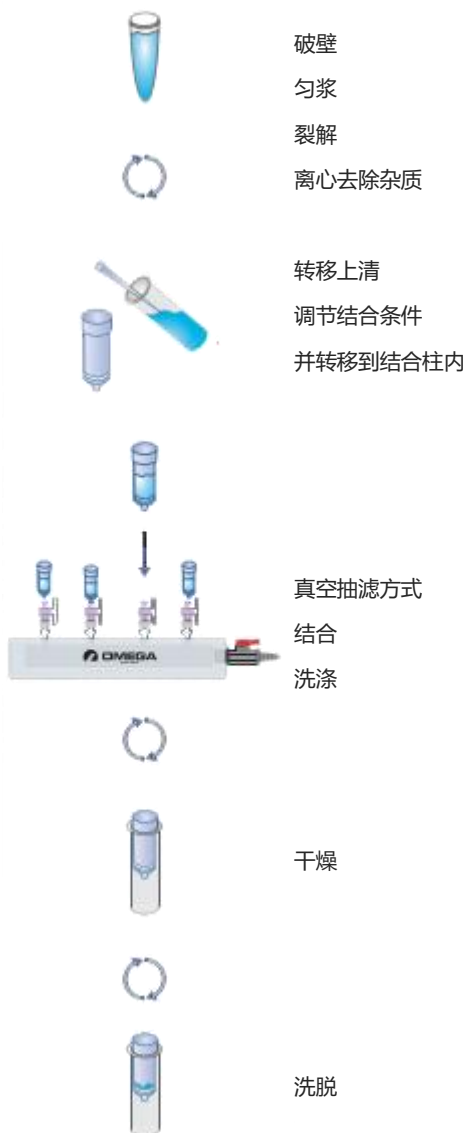 破壁
匀浆
裂解
离心去除杂质
转移上清
调节结合条件
并转移到结合柱内
真空抽滤方式
结合
OMEGA
洗涤
干燥
洗脱